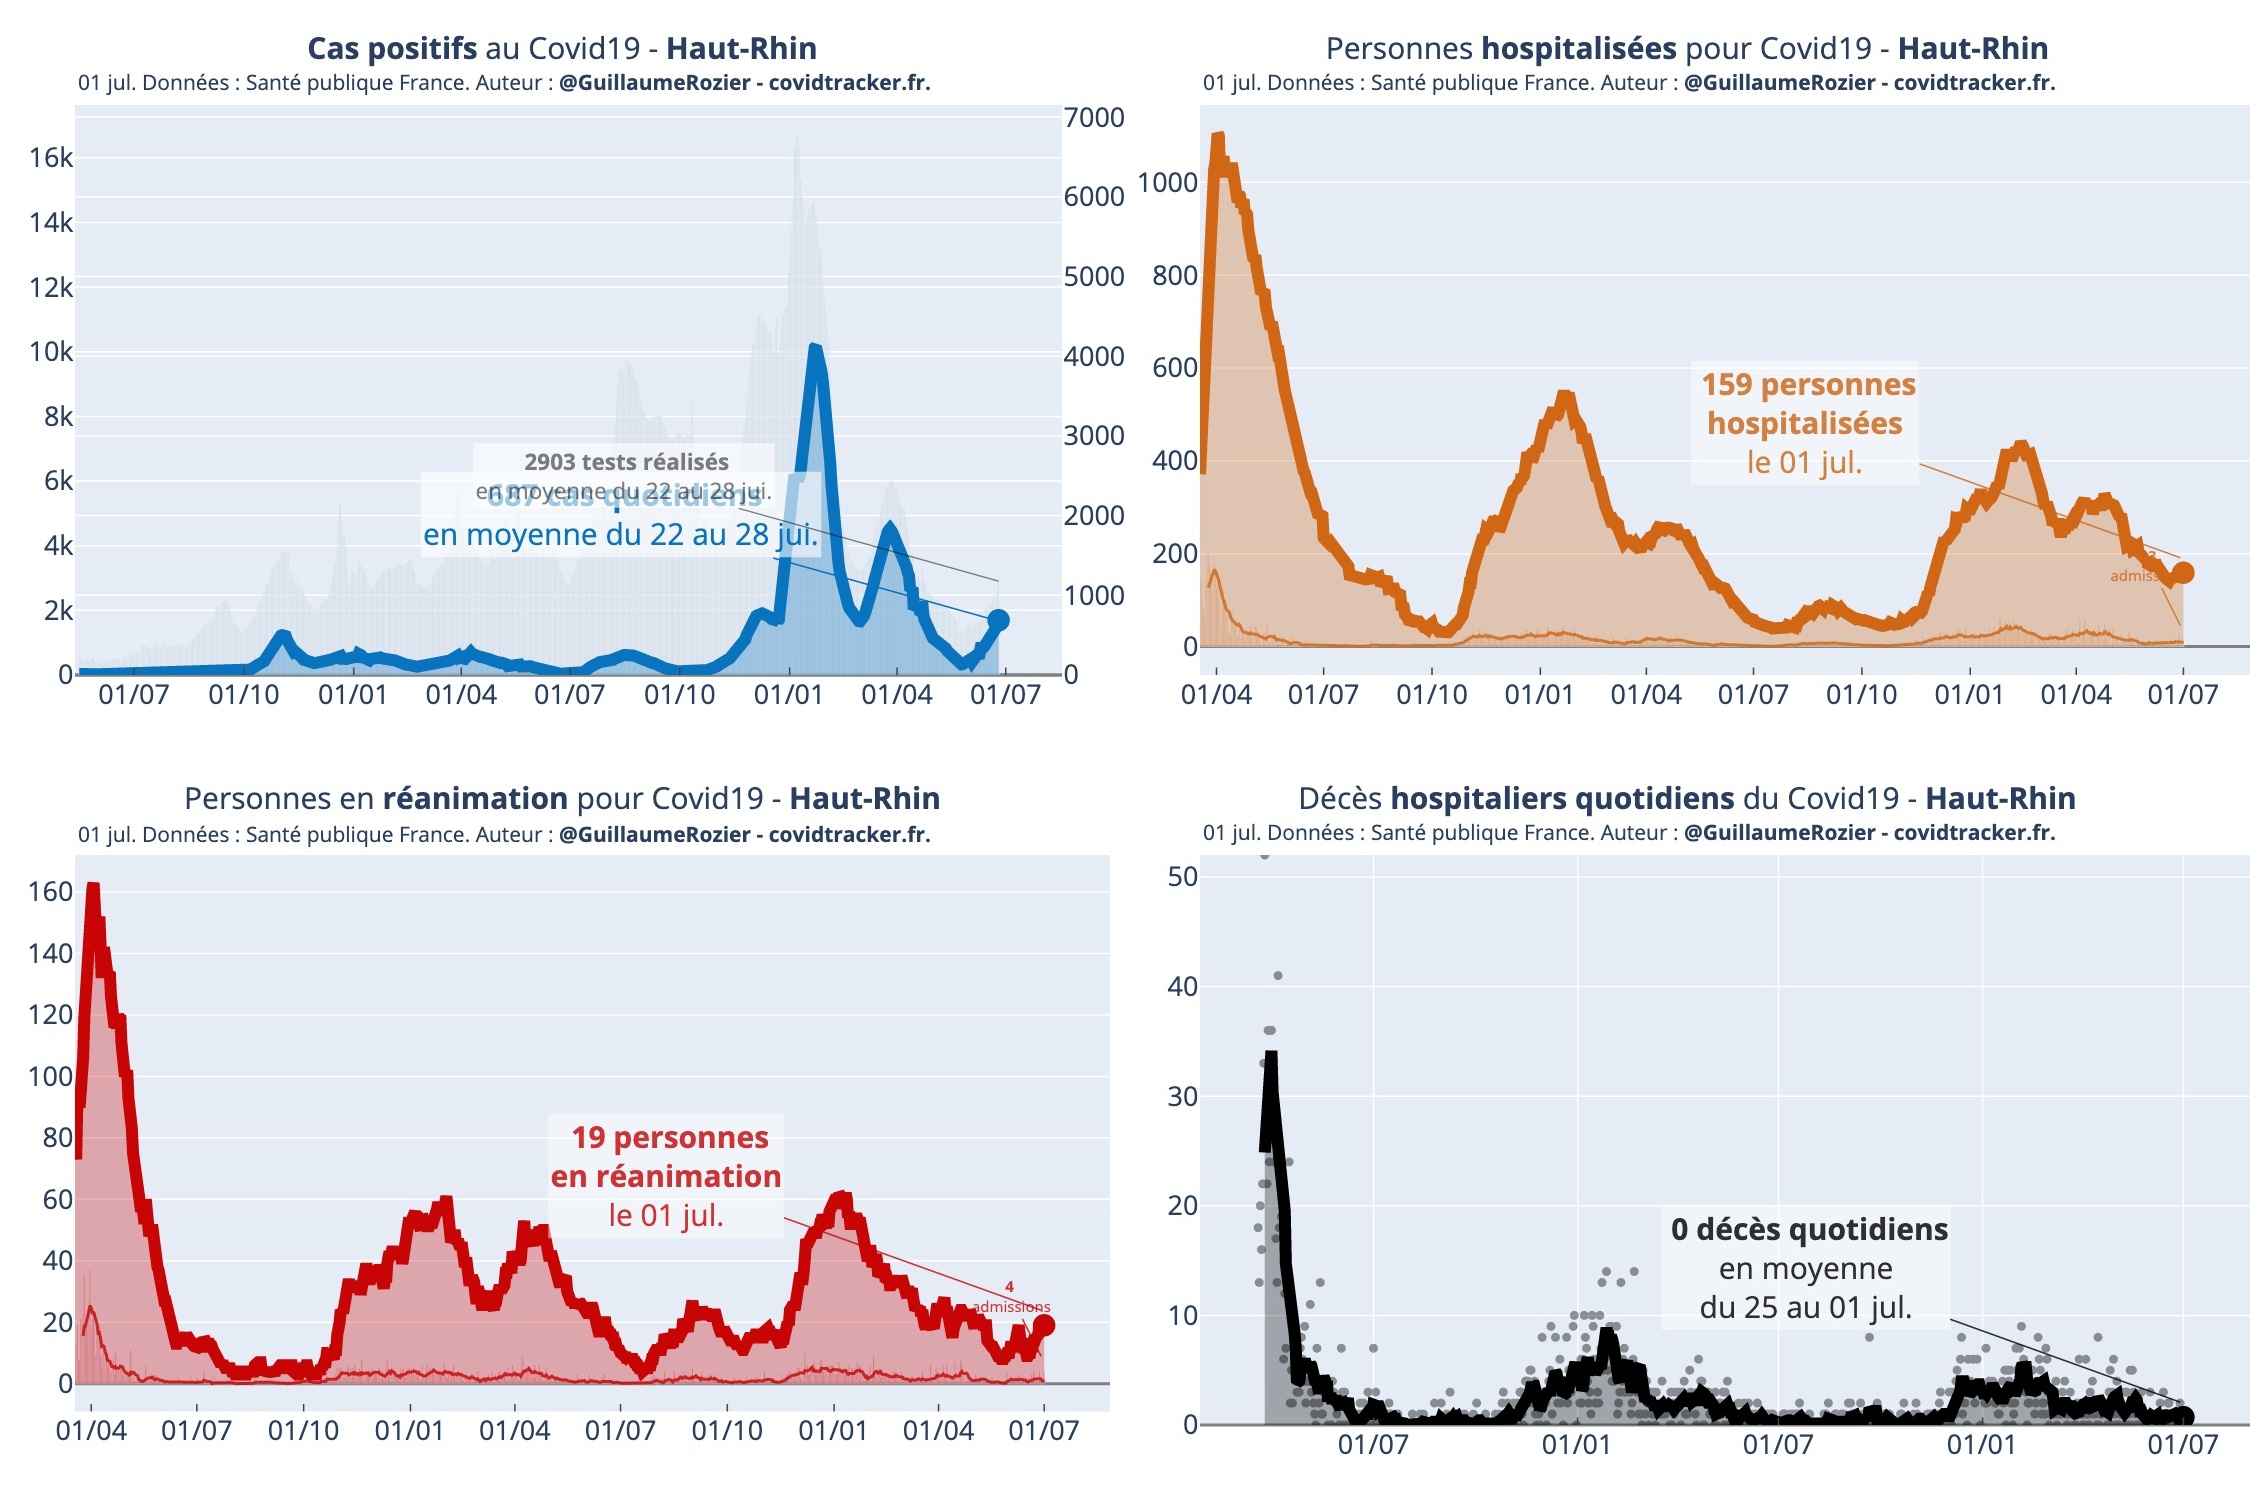 Cas positifs au Covid19 - Haut-Rhin
01 jul. Données : Santé publique France. Auteur : @GuillaumeRozier - covidtracker.fr.
7000
16k
6000
14k
5000
12k
10k
4000
8k
3000
2903 tests réalisés
6k
en moyenne du 22 au 28 jui.
687 cas quotidiens
2000
en moyenne du 22 au 28 jui.
4k
1000
2k
0
0
01/07 01/10 01/01 01/04 01/07 01/10 01/01 01/04 01/07
Personnes hospitalisées pour Covid19 - Haut-Rhin
01 jul. Données : Santé publique France. Auteur : @GuillaumeRozier - covidtracker.fr.
1000
800
600
159 personnes
hospitalisées
le 01 jul.
400
200
admiss
0
01/04 01/07 01/10 01/01 01/04 01/07 01/10 01/01 01/04 01/07
Personnes en réanimation pour Covid19 - Haut-Rhin
01 jul. Données : Santé publique France. Auteur : @GuillaumeRozier - covidtracker.fr.
160
140
120
100
80
19 personnes
en réanimation
60
le 01 jul.
40
4
admissions
20
0
01/04 01/07 01/10 01/01 01/04 01/07 01/10 01/01 01/04 01/07
Décès hospitaliers quotidiens du Covid19 - Haut-Rhin
01 jul. Données : Santé publique France. Auteur : @GuillaumeRozier - covidtracker.fr.
50
40
30
20
0 décès quotidiens
en moyenne
du 25 au 01 jul.
10
0
01/07 01/01 01/07 01/01 01/07